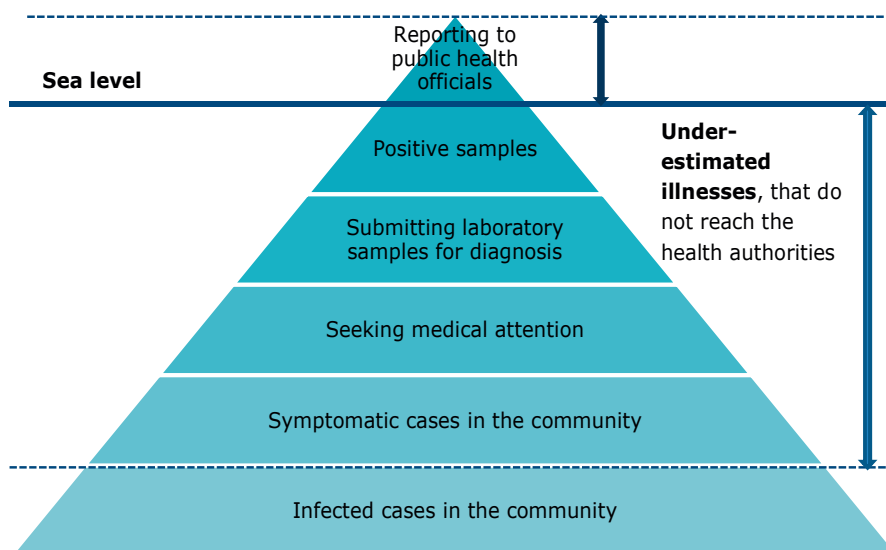 Reporting to
public health
officials
Sea level
Positive samples
Under-
estimated
illnesses, that do
not reach the
health authorities
Submitting laboratory
samples for diagnosis
Seeking medical attention
Symptomatic cases in the community
Infected cases in the community